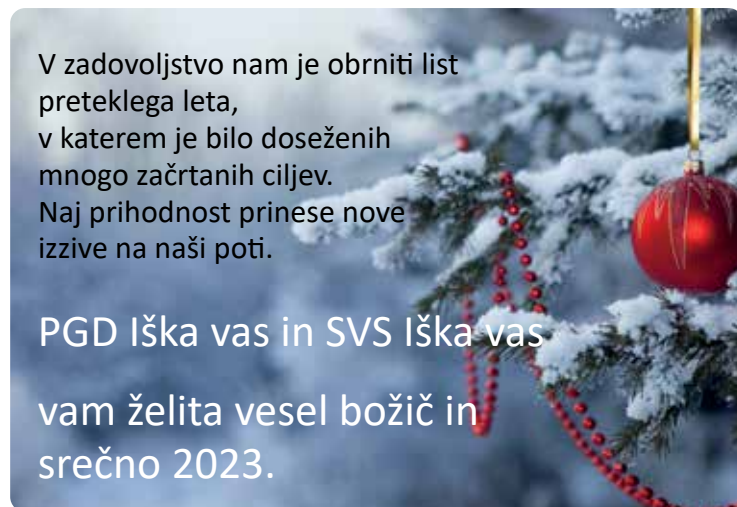 V zadovoljstvo nam je obrniti list
preteklega leta,
v katerem je bilo doseženih
mnogo začrtanih ciljev.
Naj prihodnost prinese nove
izzive na naši poti.
PGD Iška vas in SVS Iška vas
vam želita vesel božič in
srečno 2023.